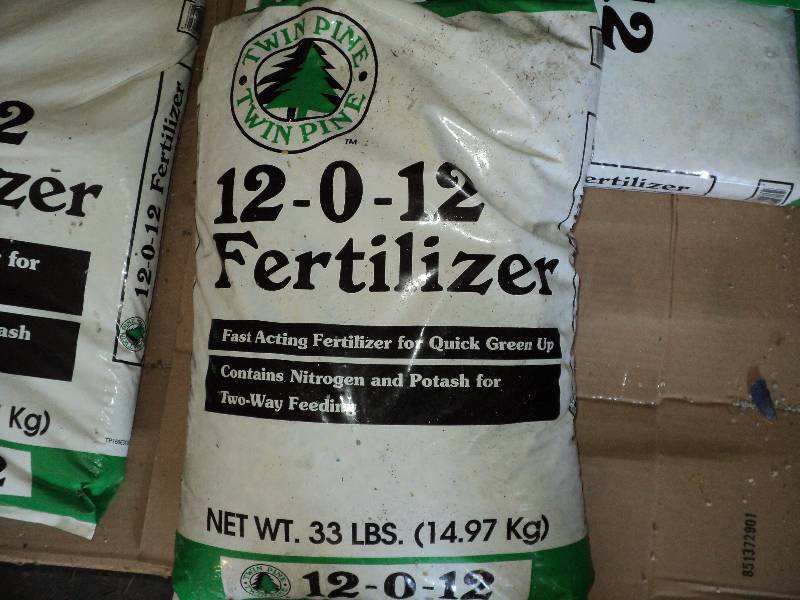 TWIN PINE
TWIN PINE
TM
12-0-12
Fertilizer
Fast Acting Fertilizer for Quick Green Up
Contains Nitrogen and Potash for
Two-Way Feeding
NET WT. 33 LBS. (14.97 Kg)
TWIN PINE
12-0-12
2
zer
for
ash
Kg)
2
12-0-12 Fertilizer
12
ertilizer
851372901